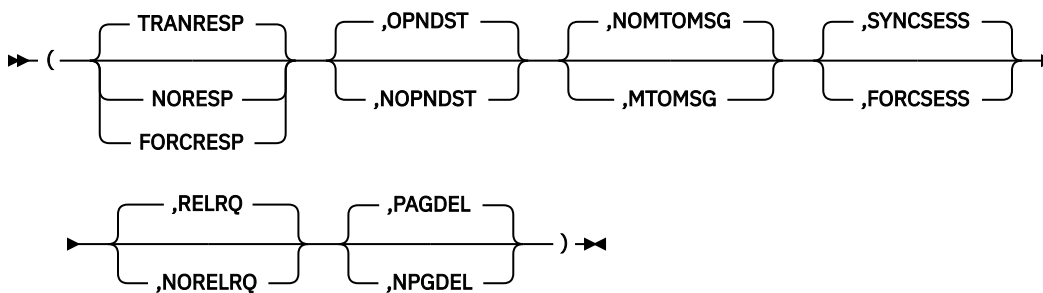 TRANRESP ,OPNDST ,NOMTOMSG ,SYNCSESS
(
NORESP ,NOPNDST ,MTOMSG ,FORCSESS
FORCRESP
,RELRQ ,PAGDEL
)
,NORELRQ ,NPGDEL